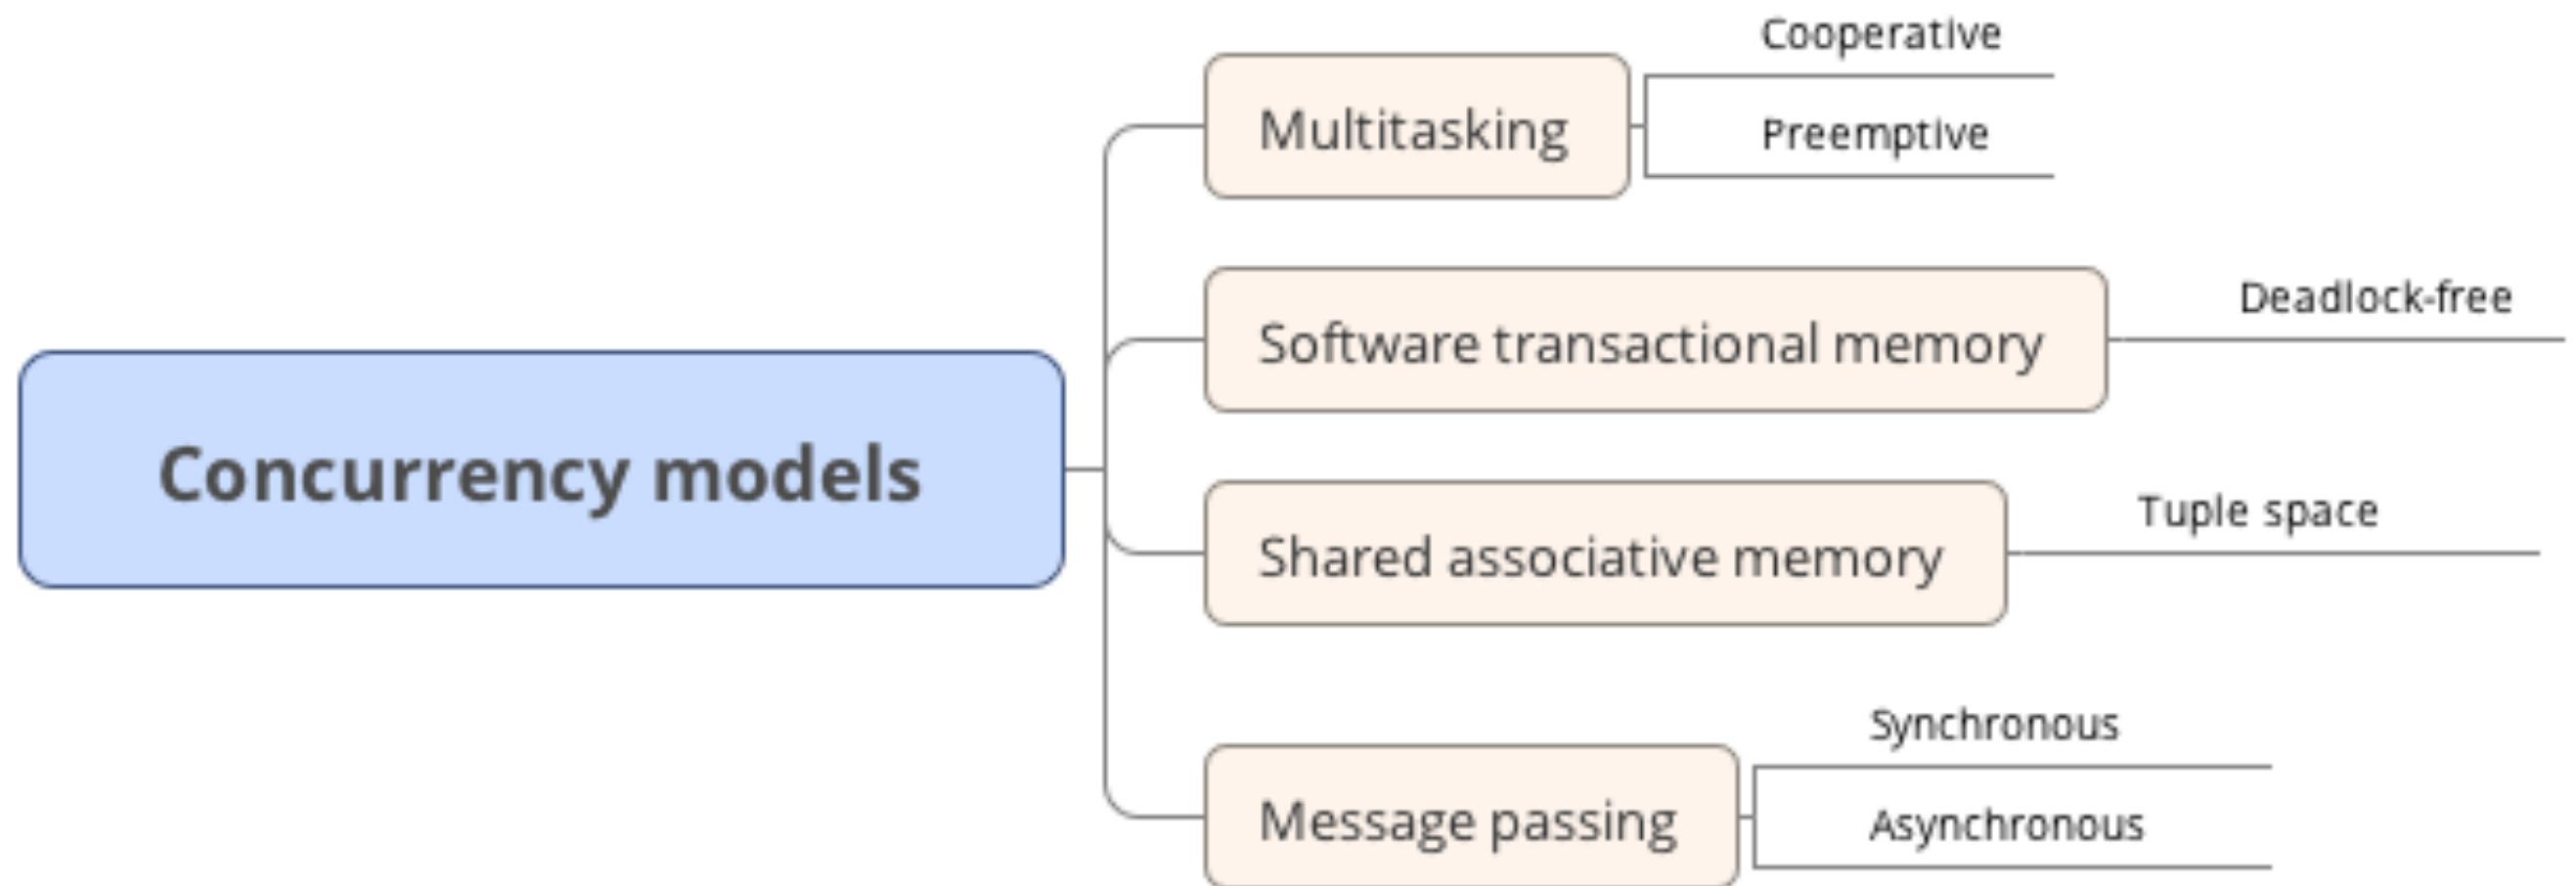 Concurrency models
Multitasking
Cooperative
Preemptive
Software transactional memory
Deadlock-free
Shared associative memory
Tuple space
Message passing
Synchronous
Asynchronous